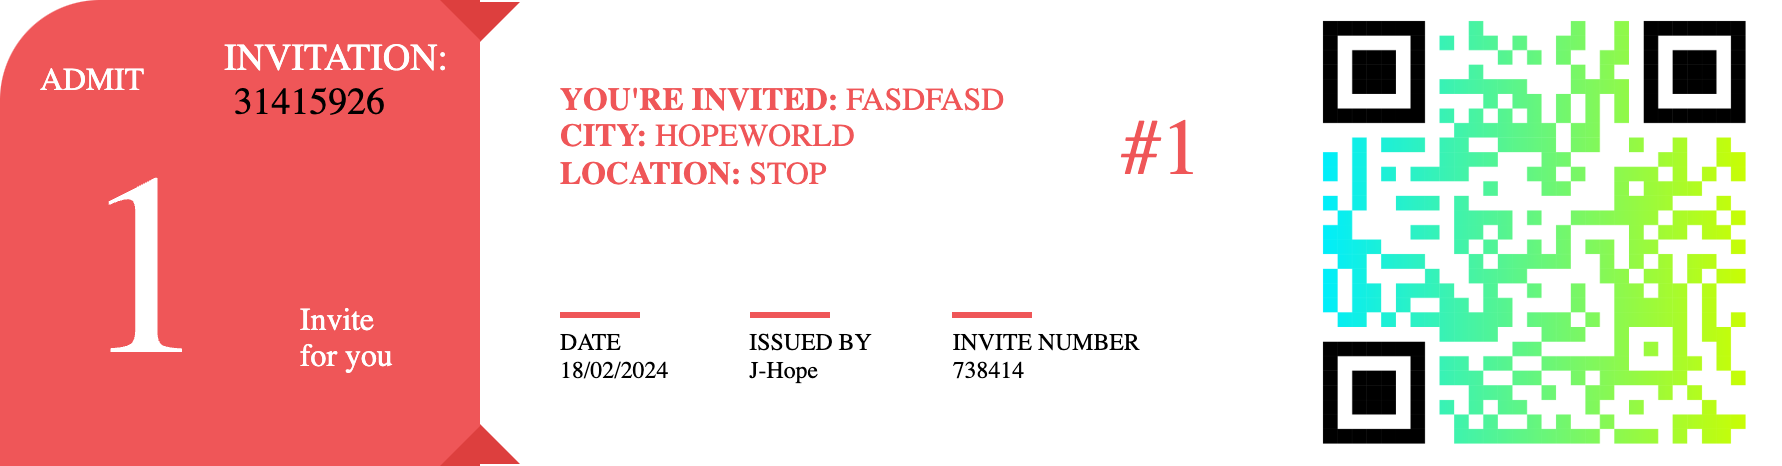 ADMIT
INVITATION:
31415926
1
Invite
for you
YOU'RE INVITED: FASDFASD
CITY: HOPEWORLD
LOCATION: STOP
#1
DATE
18/02/2024
ISSUED BY
J-Hope
INVITE NUMBER
738414